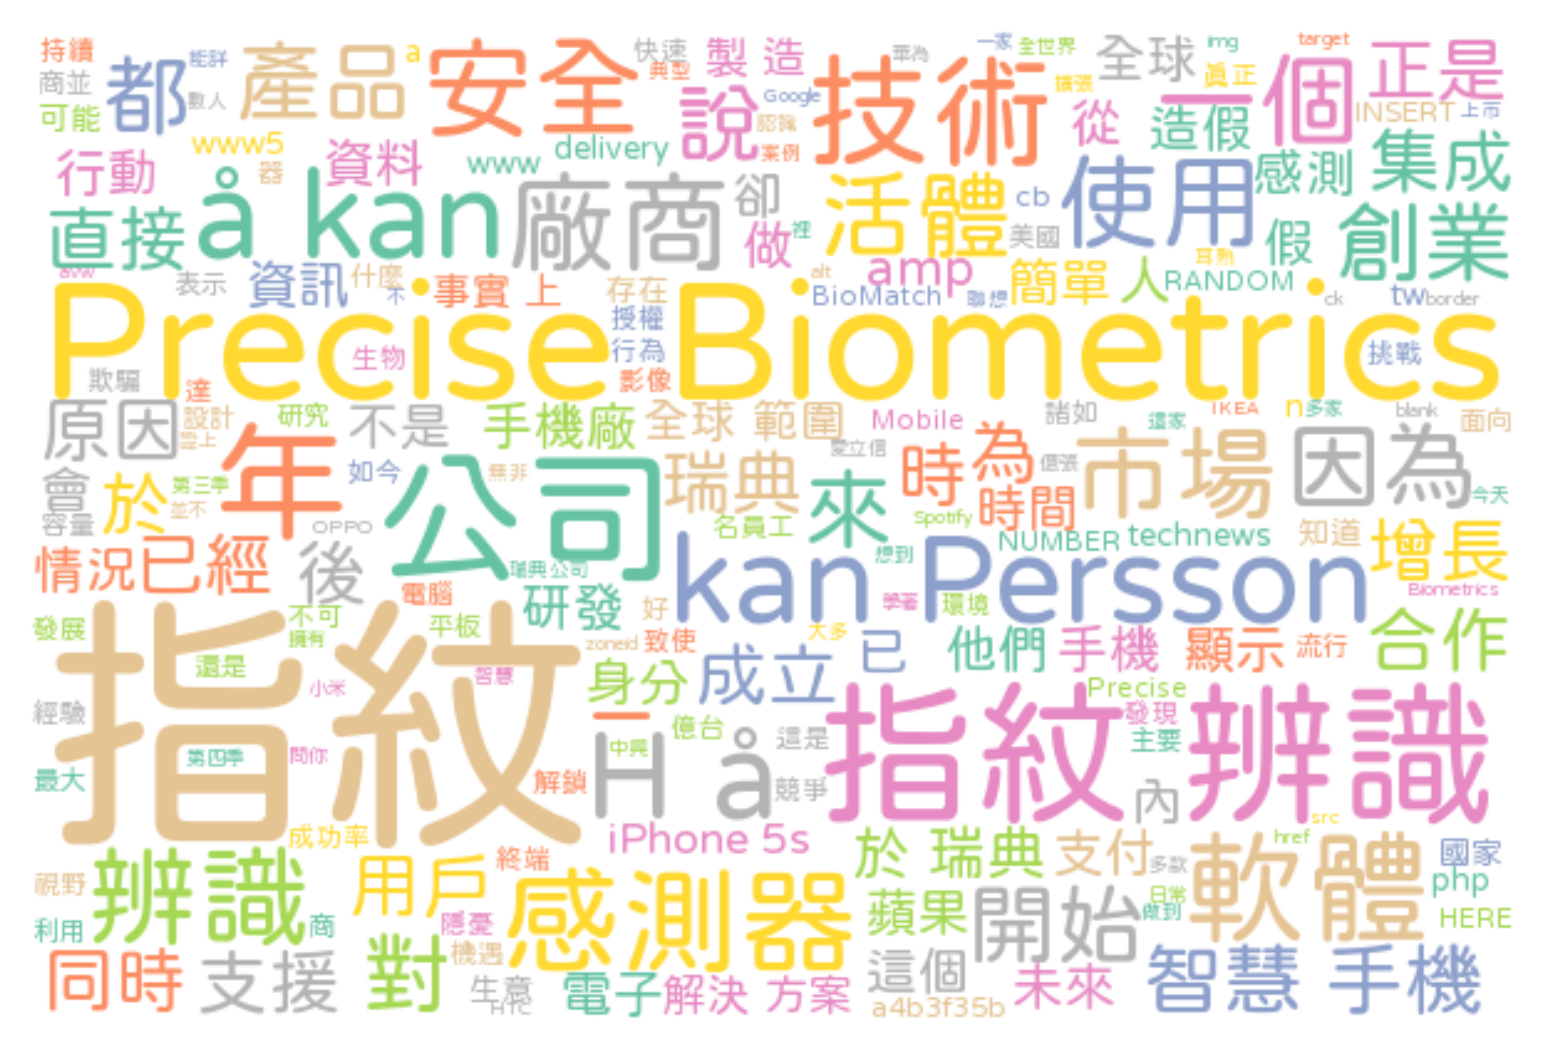 持續 都 能詳 產品 a 安全 快速 典型 製造 技術 華為 一家 全世界 全球 img target 正是
商並 數人 Google 說 擴張 真正 一個 INSERT 上市
可能 www5 delivery 認識 案例 從 造假 集成
行動 器 資料 www 卻 活體 cb 使用 感測
直接 å kan 廠商 做 裡 美國 假 創業
avw 表示 資訊 什麼 不 事實 上 存在 amp alt 簡單 人 耳熟 RANDOM
授權 BioMatch 聯想 ck tw border
Precise Biometrics
生物 行為 挑戰
欺騙 達 影像
原因 設計 研究 不是 手機廠 全球 範圍 Mobile 諸如 這家 IKEA n 多家 blank 面向
年 愛立信 市場 因為
會 於 第三季 如今 無非 瑞典 來 時 為 倡張 今天
容量 並不 OPPO 公司 名員工 Spotify 時間 NUMBER technews 知道 增長
情況 已經 後 瑞典公司 想到 kan Persson Biometrics
電腦 研發 好 學著 環境
發展 不可 擁有 平板 zoneid 致使 大多 已 他們 手機 顯示 流行 合作
指紋 還是 小米 智慧 身分 成立 Precise
經驗 一 億台 這是 指紋 辨識 發現
第四季 問你 H å 中興 主要
最大 解鎖 競爭 內
成功率 iPhone 5s 於 瑞典 支付 href src
視野 辨識 用戶 終端 感測器 多款 軟體 國家
利用 商 隱憂 蘋果 開始 日常 做到 php HERE
同時 支援 對 機遇 生意 HTC 電子 解決 方案 這個 a4b3f35b 未來 智慧 手機